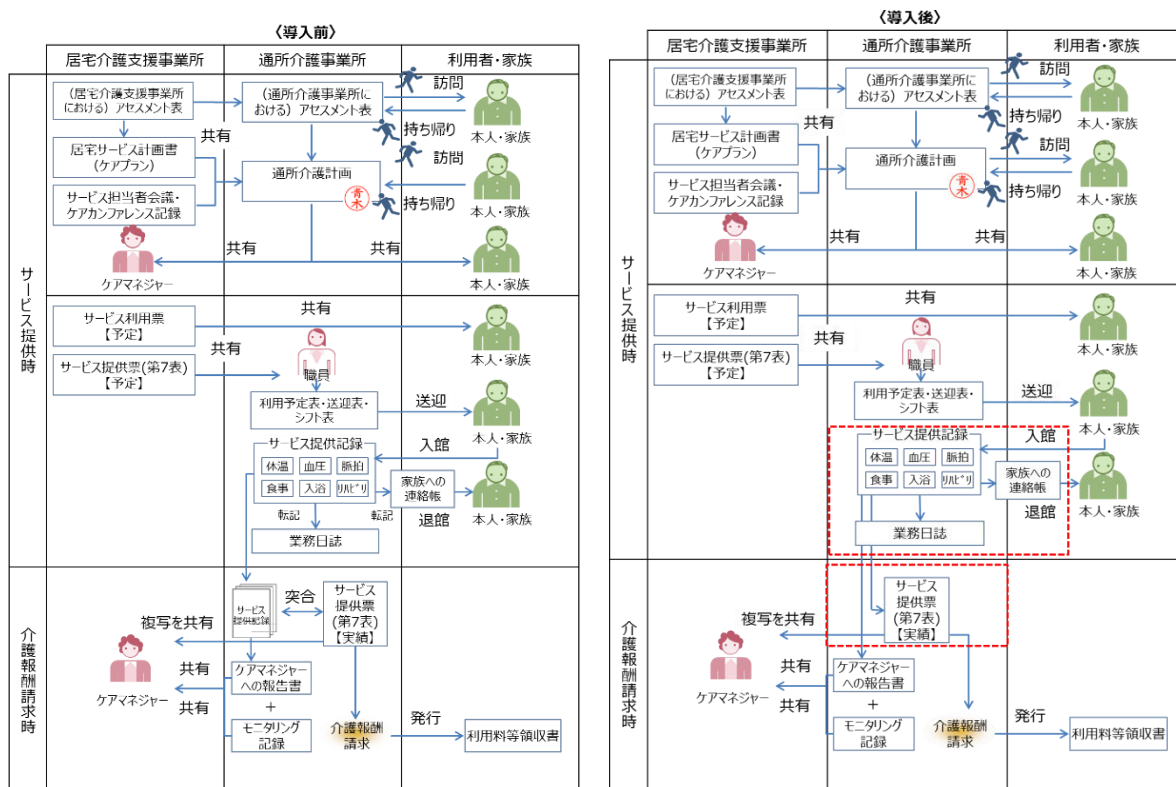 〈導入前〉
居宅介護支援事業所
通所介護事業所
利用者・家族
サービス提供時
（居宅介護支援事業所
における）アセスメント表
（通所介護事業所
における）アセスメント表
訪問
持ち帰り
共有
居宅サービス計画書
（ケアプラン）
通所介護計画
青木
訪問
持ち帰り
本人・家族
サービス担当者会議・
ケアカンファレンス記録
本人・家族
共有
共有
ケアマネジャー
本人・家族
サービス利用票
【予定】
共有
本人・家族
サービス提供票(第7表)
【予定】
共有
職員
利用予定表・送迎表・
シフト表
送迎
本人・家族
サービス提供記録
体温
血圧
脈拍
食事
入浴
ﾘﾊﾋﾞﾘ
入館
家族への
連絡帳
退館
本人・家族
転記
転記
業務日誌
介護報酬請求時
サービス
提供記録
突合
サービス
提供票
(第7表)
【実績】
複写を共有
ケアマネジャー
共有
共有
ケアマネジャー
への報告書
+
モニタリング
記録
介護報酬
請求
発行
利用料等領収書
〈導入後〉
居宅介護支援事業所
通所介護事業所
利用者・家族
サービス提供時
（居宅介護支援事業所
における）アセスメント表
（通所介護事業所に
おける）アセスメント表
訪問
持ち帰り
共有
居宅サービス計画書
（ケアプラン）
通所介護計画
青木
訪問
持ち帰り
本人・家族
サービス担当者会議・
ケアカンファレンス記録
本人・家族
共有
共有
ケアマネジャー
本人・家族
サービス利用票
【予定】
共有
本人・家族
サービス提供票(第7表)
【予定】
共有
職員
利用予定表・送迎表・
シフト表
送迎
本人・家族
サービス提供記録
体温
血圧
脈拍
食事
入浴
ﾘﾊﾋﾞﾘ
入館
家族への
連絡帳
退館
本人・家族
業務日誌
介護報酬請求時
サービス
提供票
(第7表)
【実績】
複写を共有
ケアマネジャー
共有
共有
ケアマネジャー
への報告書
+
モニタリング
記録
介護報酬
請求
発行
利用料等領収書